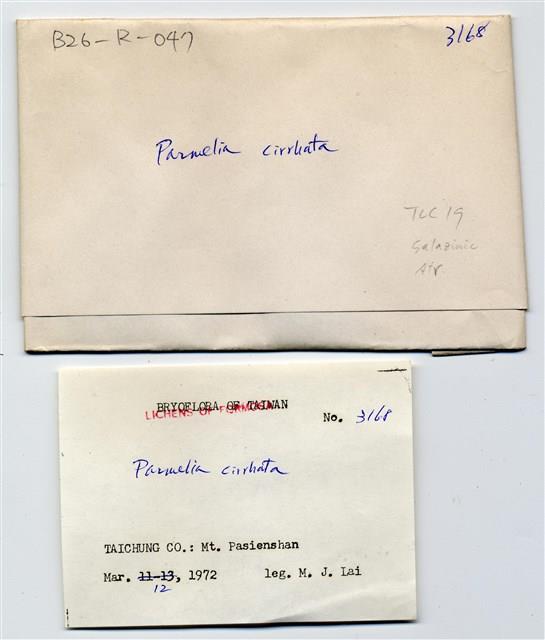 B26-R-047
3168
Parmelia cirrhata
TLC '19
Salazinic
Atr.
BRYOFLORA OF TAIWAN
LICHENS OF FORMOSA
No. 3168
Parmelia cirrhata
TAICHUNG CO.: Mt. Pasienshan
Mar. 11-13, 1972 leg. M. J. Lai
12